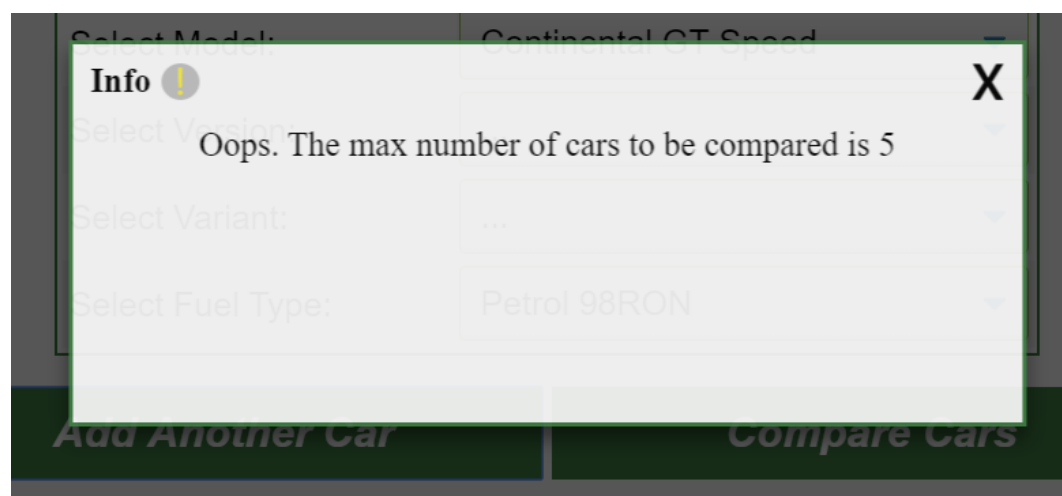 Select Model: Continental GT Speed
Info !
X
Select Version: ...
Oops. The max number of cars to be compared is 5
Select Variant: ...
Select Fuel Type: Petrol 98RON
Add Another Car Compare Cars